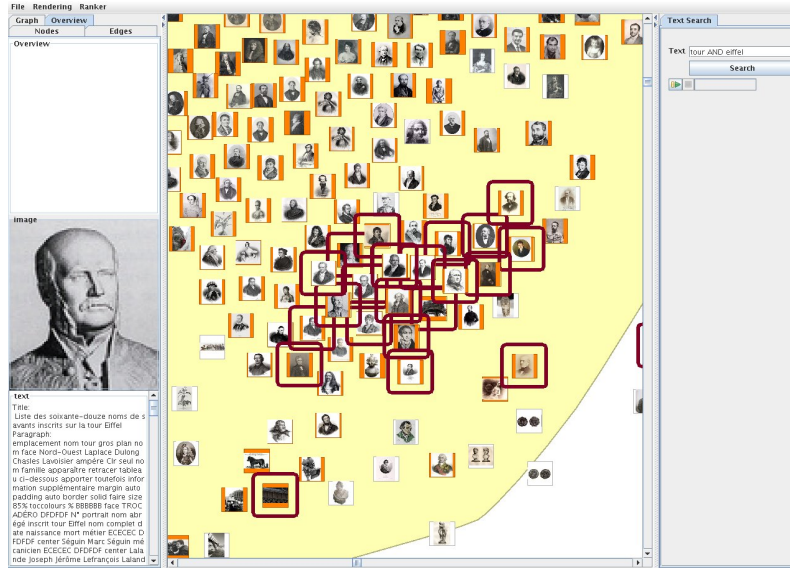 File Rendering Ranker
Graph Overview
Nodes Edges
Overview
image
text
Title:
Liste des soixante-douze noms de s
avants inscrits sur la tour Eiffel
Paragraph:
emplacement nom tour gros plan no
m face Nord-Ouest Laplace Dulong
Chasles Lavoisier ampère Clr seul no
m famille apparaître retracer tablea
u ci-dessous apporter toutefois infor
mation supplémentaire margin auto
padding auto border solid faire size
85% toccolours % BBBBBB face TROC
ADÉRO DFDFDF N° portrait nom abr
égé inscrit tour Eiffel nom complet d
ate naissance mort métier ECECEC D
FDFDF center Séguin Marc Séguin mé
canicien ECECEC DFDFDF center Lala
nde Joseph Jérôme Lefrançois Laland
Text Search
Text tour AND eiffel
Search